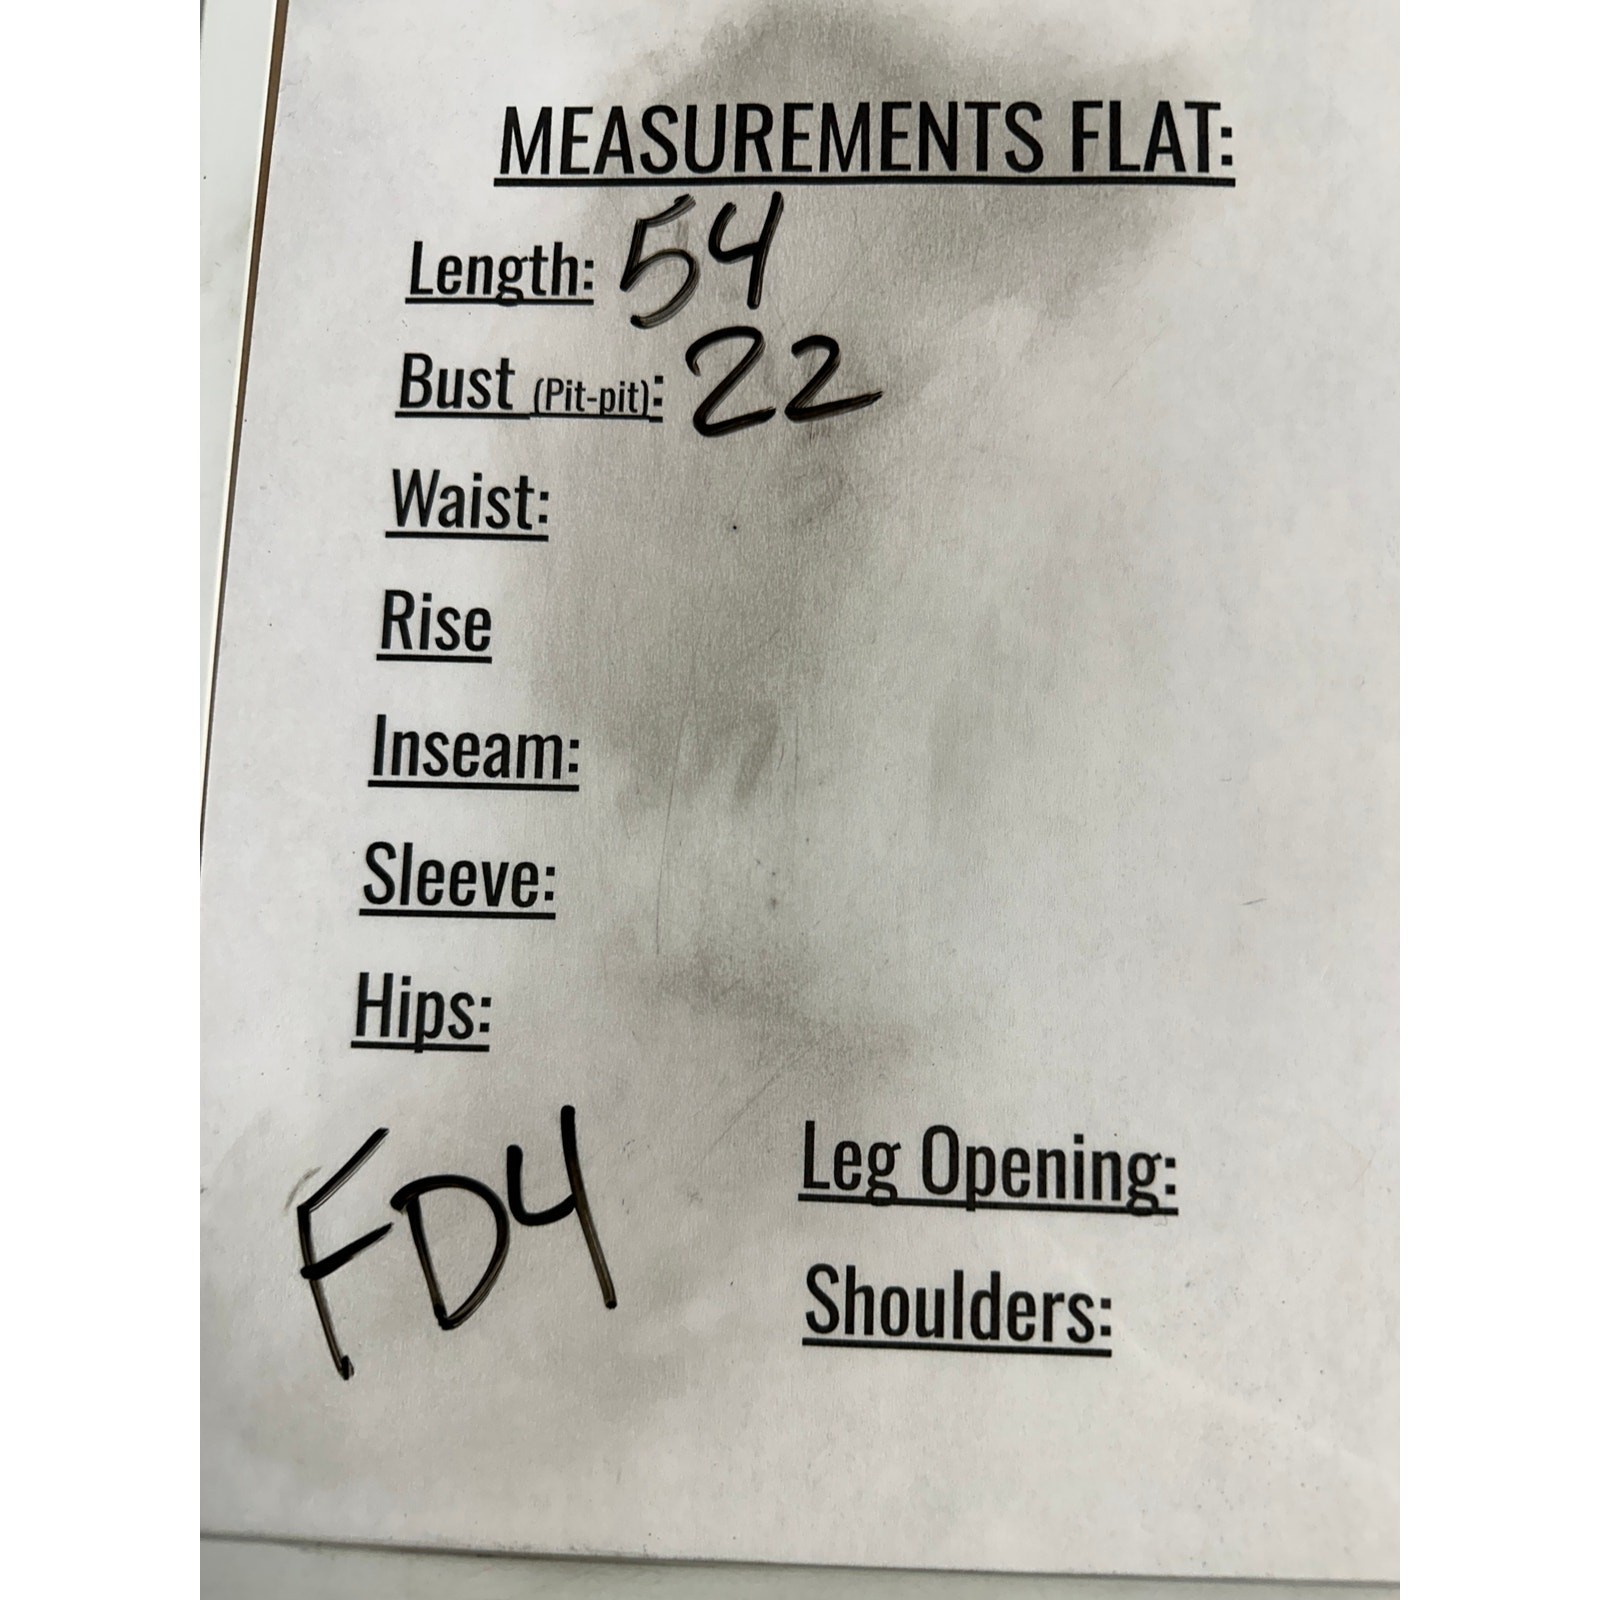 MEASUREMENTS FLAT:
Length: 54
Bust (Pit-pit): 22
Waist:
Rise
Inseam:
Sleeve:
Hips:
FD4
Leg Opening:
Shoulders: